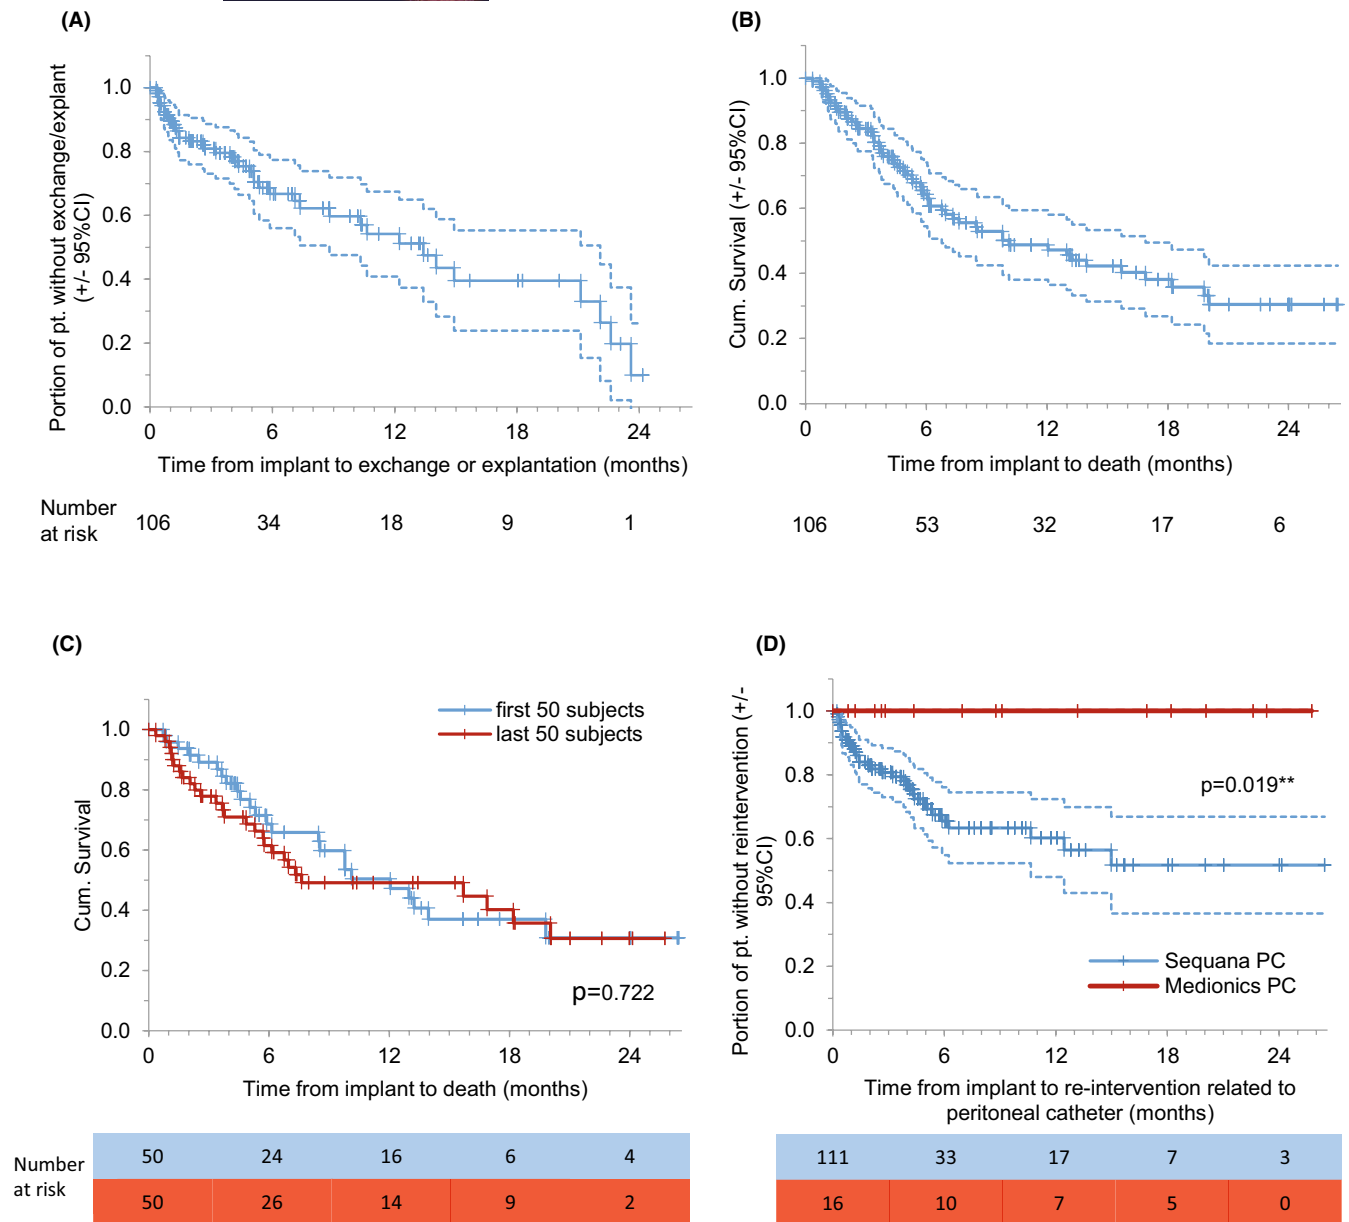 (A)
Portion of pt. without exchange/explant
(+/- 95%CI)
1.0
0.8
0.6
0.4
0.2
0.0
0 6 12 18 24
Time from implant to exchange or explantation (months)
Number
at risk
106 34 18 9 1
(B)
Cum. Survival (+/- 95%CI)
1.0
0.8
0.6
0.4
0.2
0.0
0 6 12 18 24
Time from implant to death (months)
106 53 32 17 6
(C)
Cum. Survival
1.0
0.8
0.6
0.4
0.2
0.0
first 50 subjects
last 50 subjects
p=0.722
0 6 12 18 24
Time from implant to death (months)
Number
at risk
50 24 16 6 4
50 26 14 9 2
(D)
Portion of pt. without reintervention (+/-
95%CI)
1.0
0.8
0.6
0.4
0.2
0.0
p=0.019**
Sequana PC
Medionics PC
0 6 12 18 24
Time from implant to re-intervention related to
peritoneal catheter (months)
111 33 17 7 3
16 10 7 5 0